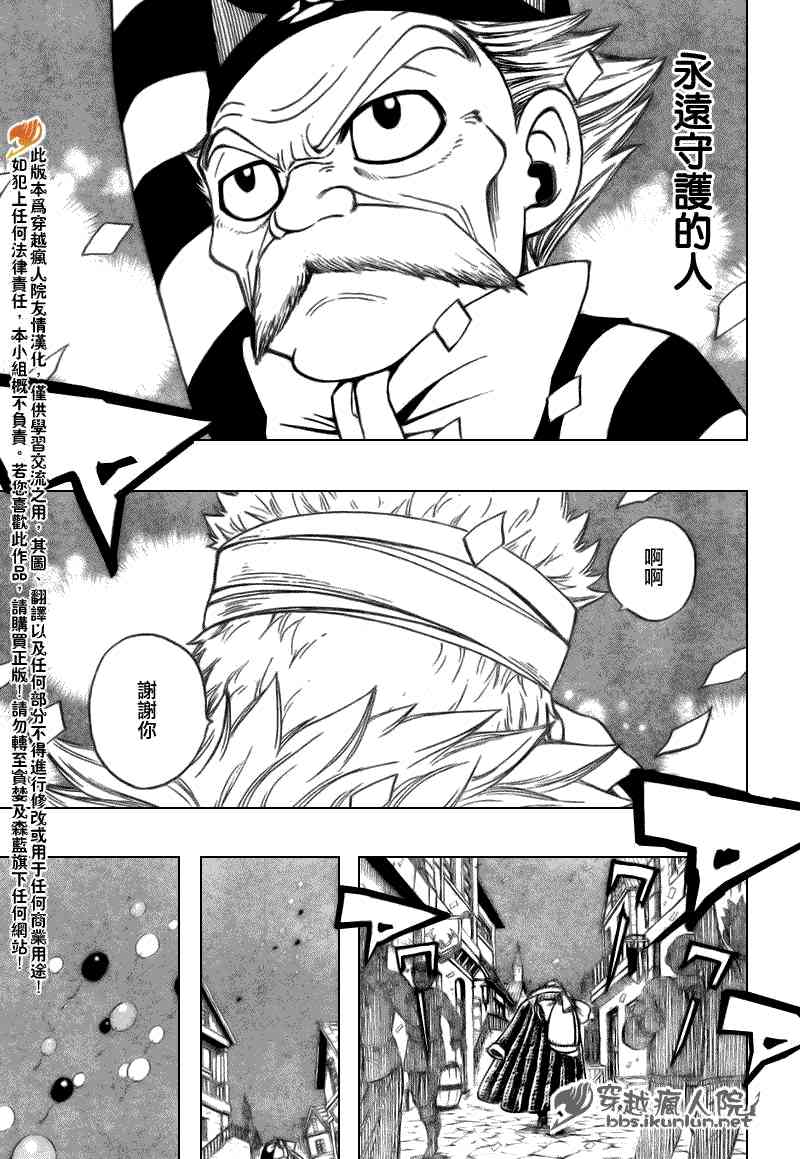 永遠守護的人
啊啊
謝謝你
此版本爲穿越瘋人院友情漢化，僅供學習交流之用，其圖、翻譯以及任何部分不得進行修改或用于任何商業用途！
如犯上任何法律責任，本小組概不負責。若您喜歡此作品，請購買正版！請勿轉至貪婪及森藍旗下任何網站！
穿越瘋人院
bbs.ikunlun.net